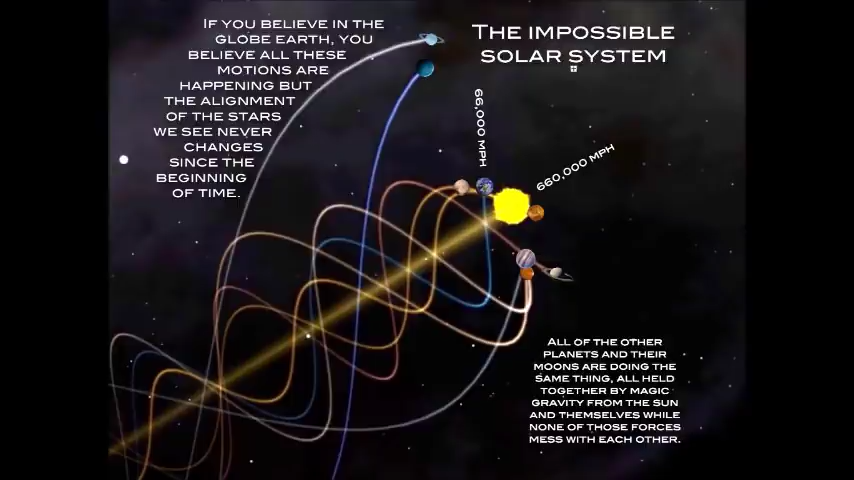 IF YOU BELIEVE IN THE
GLOBE EARTH, YOU
BELIEVE ALL THESE
MOTIONS ARE
HAPPENING BUT
THE ALIGNMENT
OF THE STARS
WE SEE NEVER
CHANGES
SINCE THE
BEGINNING
OF TIME.
THE IMPOSSIBLE
SOLAR SYSTEM
66,000 MPH
660,000 MPH
ALL OF THE OTHER
PLANETS AND THEIR
MOONS ARE DOING THE
SAME THING, ALL HELD
TOGETHER BY MAGIC
GRAVITY FROM THE SUN
AND THEMSELVES WHILE
NONE OF THOSE FORCES
MESS WITH EACH OTHER.